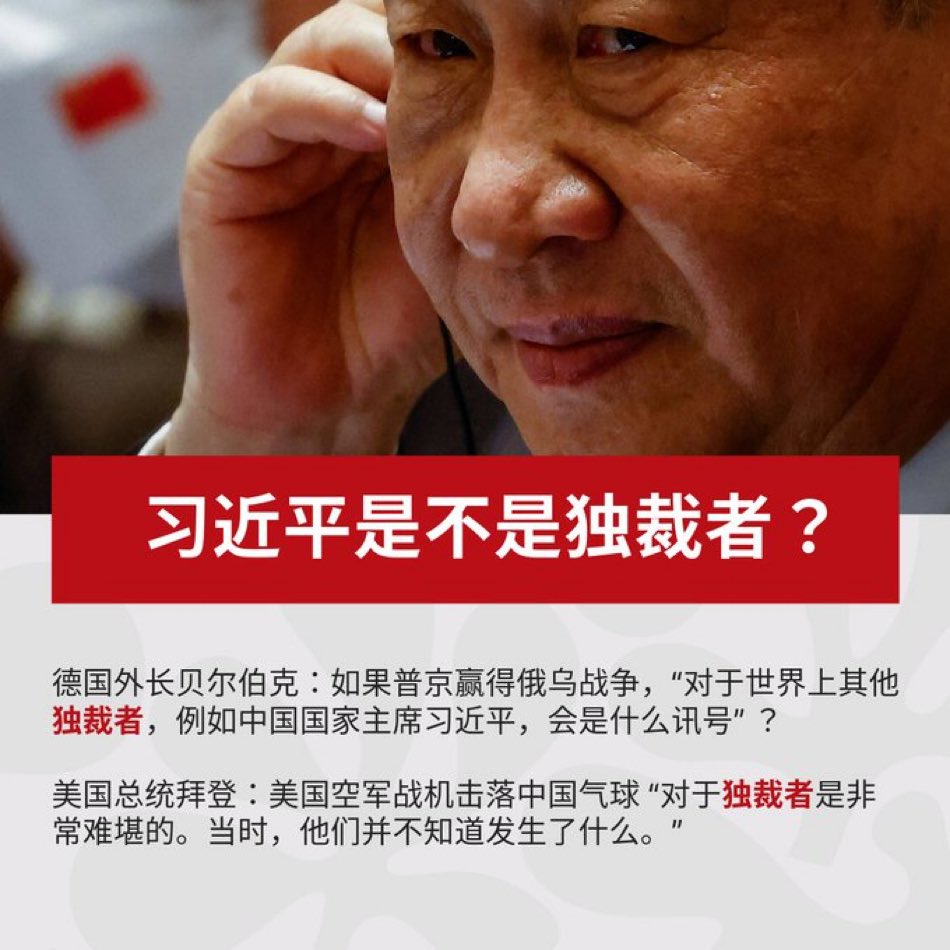 习近平是不是独裁者？
德国外长贝尔伯克：如果普京赢得俄乌战争，“对于世界上其他
独裁者，例如中国国家主席习近平，会是什么讯号” ？
美国总统拜登：美国空军战机击落中国气球 “对于独裁者是非
常难堪的。当时，他们并不知道发生了什么。”